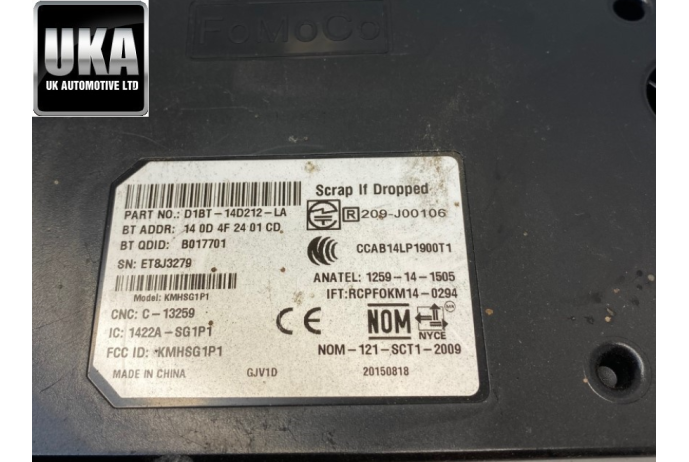 UKA
UK AUTOMOTIVE LTD
FoMoCo
Scrap If Dropped
PART NO.: D1BT-14D212-LA
BT ADDR: 14 0D 4F 24 01 CD
R 209-J00106
BT QDID: B017701
CCAB14LP1900T1
SN: ET8J3279
ANATEL: 1259-14-1505
Model: KMHSG1P1
IFT:RCPFOKM14-0294
CNC: C-13259
CE
NOM
NYCE
IC: 1422A-SG1P1
FCC ID: KMHSG1P1
NOM-121-SCT1-2009
MADE IN CHINA
GJV1D
20150818